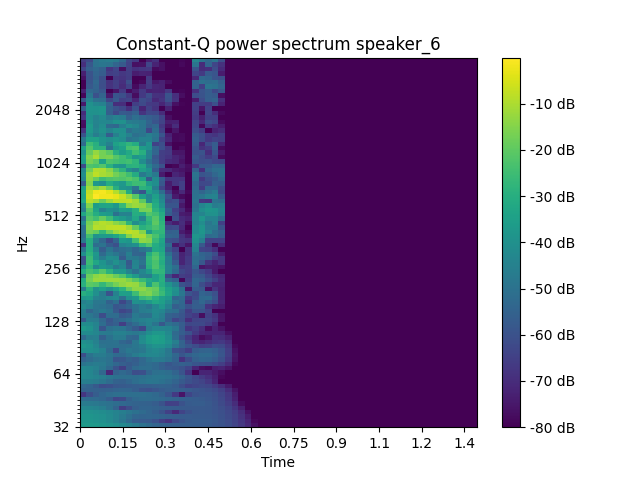 Constant-Q power spectrum speaker_6
Hz
2048
1024
512
256
128
64
32
0 0.15 0.3 0.45 0.6 0.75 0.9 1.1 1.2 1.4
Time
-10 dB
-20 dB
-30 dB
-40 dB
-50 dB
-60 dB
-70 dB
-80 dB